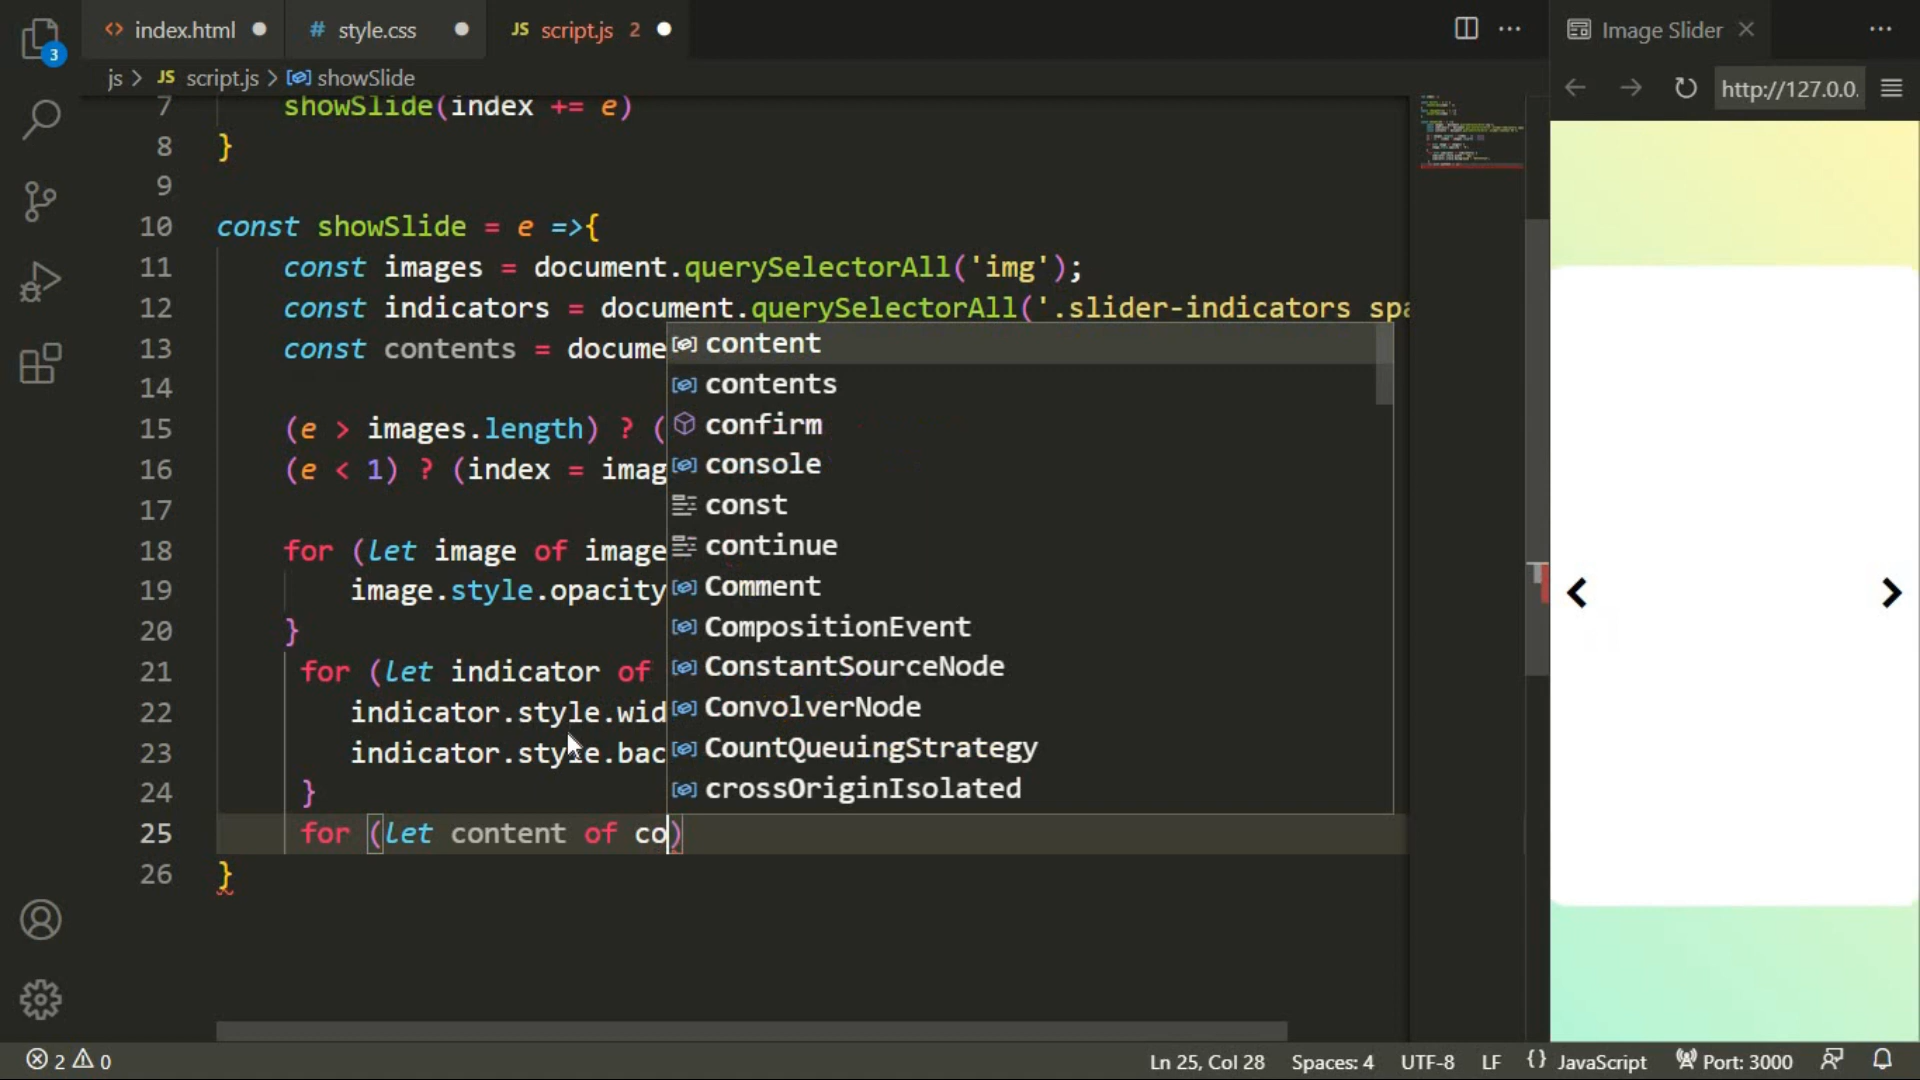 index.html
style.css
JS script.js 2
Image Slider
3
js > JS script.js > showSlide
http://127.0.0.
7 showSlide(index += e)
8 }
9
10 const showSlide = e =>{
11 const images = document.querySelectorAll('img');
12 const indicators = document.querySelectorAll('.slider-indicators spa
13 const contents = docume
14
15 (e > images.length) ? (
16 (e < 1) ? (index = imag
17
18 for (let image of image
19 image.style.opacity
20 }
21 for (let indicator of
22 indicator.style.wid
23 indicator.style.bac
24 }
25 for (let content of co)
26 }
content
contents
confirm
console
const
continue
Comment
CompositionEvent
ConstantSourceNode
ConvolverNode
CountQueuingStrategy
crossOriginIsolated
2 0
Ln 25, Col 28 Spaces: 4 UTF-8 LF {} JavaScript Port: 3000